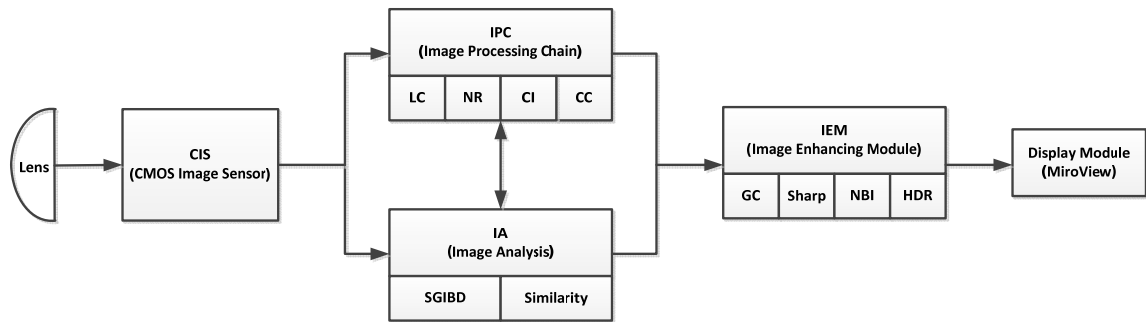 Lens
CIS
(CMOS Image Sensor)
IPC
(Image Processing Chain)
LC NR CI CC
IA
(Image Analysis)
SGIBD Similarity
IEM
(Image Enhancing Module)
GC Sharp NBI HDR
Display Module
(MiroView)